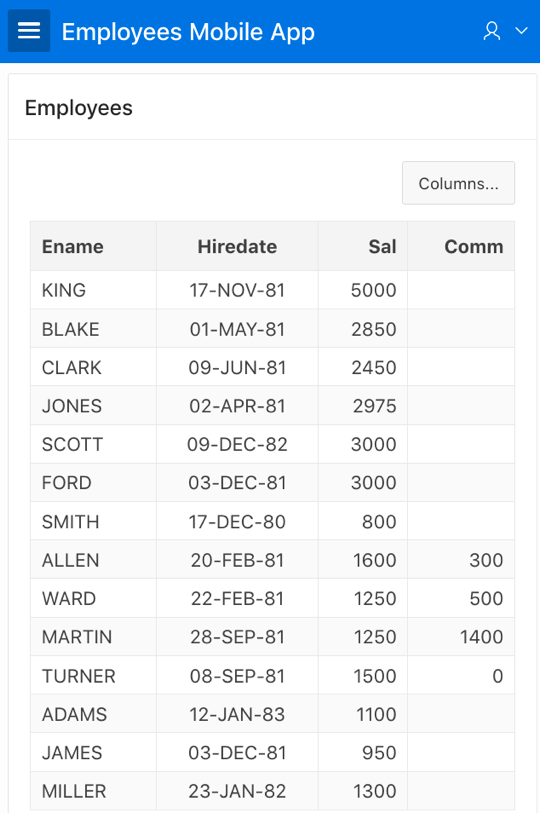 Employees Mobile App
Employees
Columns...
Ename Hiredate Sal Comm
KING 17-NOV-81 5000
BLAKE 01-MAY-81 2850
CLARK 09-JUN-81 2450
JONES 02-APR-81 2975
SCOTT 09-DEC-82 3000
FORD 03-DEC-81 3000
SMITH 17-DEC-80 800
ALLEN 20-FEB-81 1600 300
WARD 22-FEB-81 1250 500
MARTIN 28-SEP-81 1250 1400
TURNER 08-SEP-81 1500 0
ADAMS 12-JAN-83 1100
JAMES 03-DEC-81 950
MILLER 23-JAN-82 1300